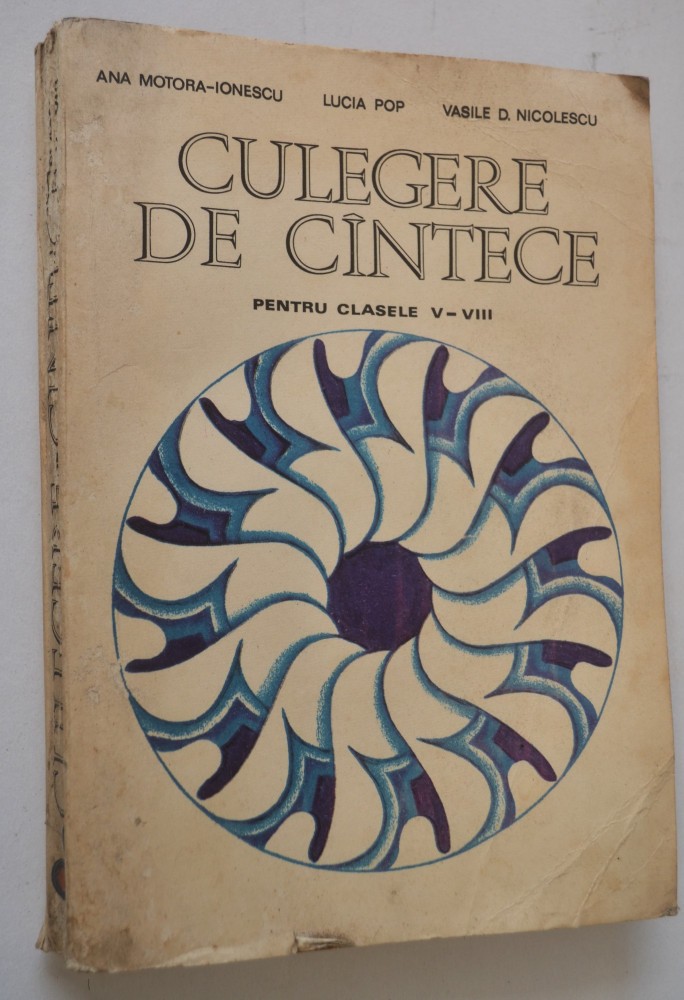 ANA MOTORA-IONESCU LUCIA POP VASILE D. NICOLESCU
CULEGERE
DE CÎNTECE
PENTRU CLASELE V-VIII